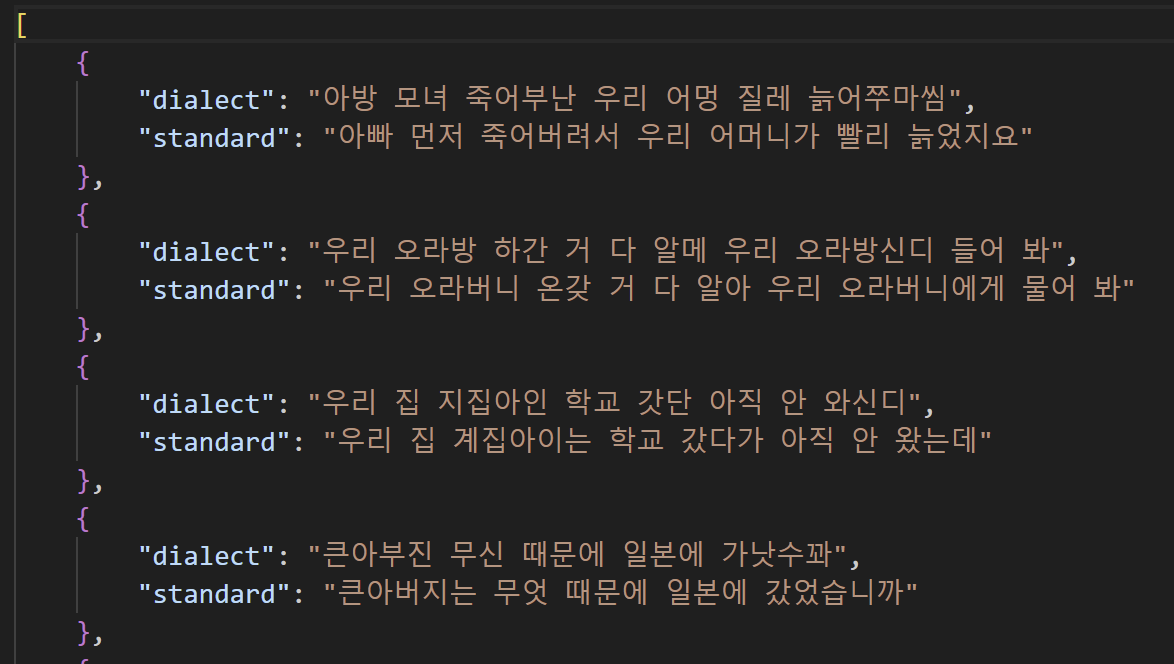 [
{
"dialect": "아방 모녀 죽어부난 우리 어멍 질레 늙어쭈마씸",
"standard": "아빠 먼저 죽어버려서 우리 어머니가 빨리 늙었지요"
},
{
"dialect": "우리 오라방 하간 거 다 알메 우리 오라방신디 들어 봐",
"standard": "우리 오라버니 온갖 거 다 알아 우리 오라버니에게 물어 봐"
},
{
"dialect": "우리 집 지집아인 학교 갓단 아직 안 와신디",
"standard": "우리 집 계집아이는 학교 갔다가 아직 안 왔는데"
},
{
"dialect": "큰아부진 무신 때문에 일본에 가낫수꽈",
"standard": "큰아버지는 무엇 때문에 일본에 갔었습니까"
},